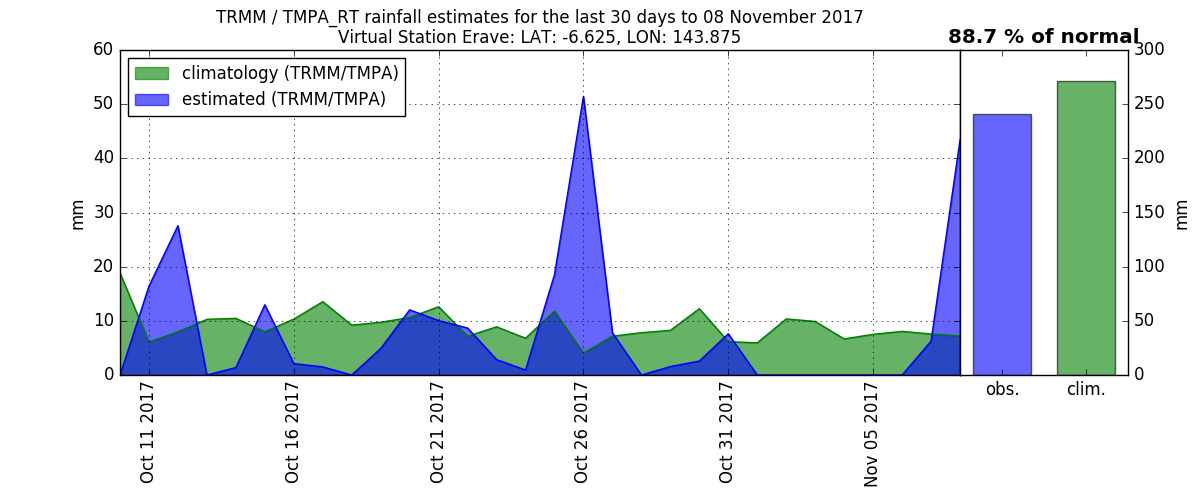 TRMM / TMPA_RT rainfall estimates for the last 30 days to 08 November 2017
Virtual Station Erave: LAT: -6.625, LON: 143.875
88.7 % of normal
climatology (TRMM/TMPA)
estimated (TRMM/TMPA)
60
50
40
30
20
10
0
mm
300
250
200
150
100
50
0
mm
Oct 11 2017
Oct 16 2017
Oct 21 2017
Oct 26 2017
Oct 31 2017
Nov 05 2017
obs.
clim.